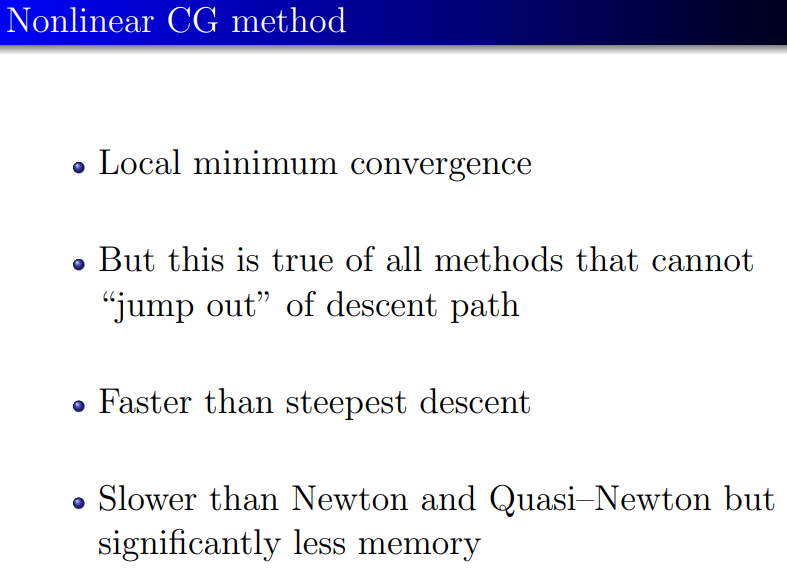 Nonlinear CG method
• Local minimum convergence
• But this is true of all methods that cannot
“jump out” of descent path
• Faster than steepest descent
• Slower than Newton and Quasi–Newton but
significantly less memory